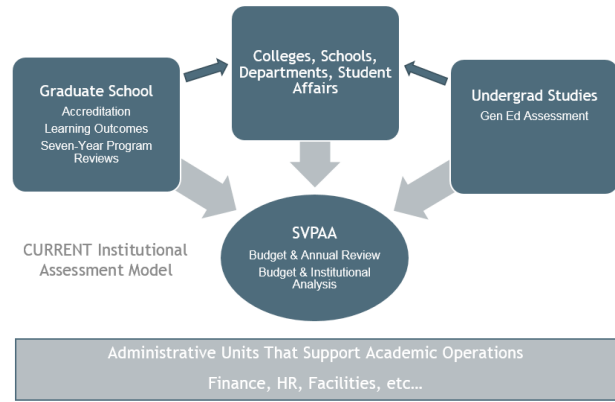 Colleges, Schools,
Departments, Student
Affairs
Graduate School
Accreditation
Learning Outcomes
Seven-Year Program
Reviews
Undergrad Studies
Gen Ed Assessment
SVPAA
Budget & Annual Review
Budget & Institutional
Analysis
CURRENT Institutional
Assessment Model
Administrative Units That Support Academic Operations
Finance, HR, Facilities, etc…